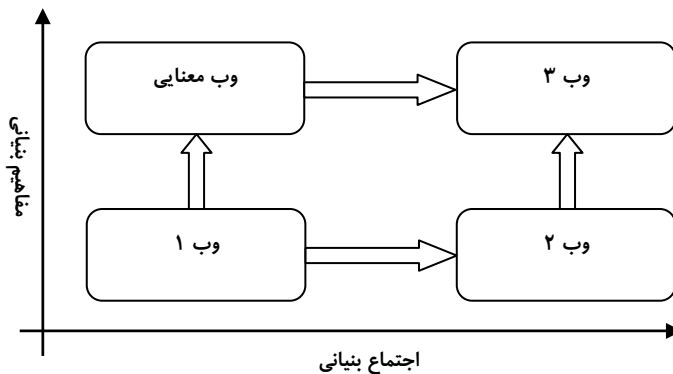 وب ۳
وب معنایی
مفاهیم بنیانی
وب ۲
وب ۱
اجتماع بنیانی